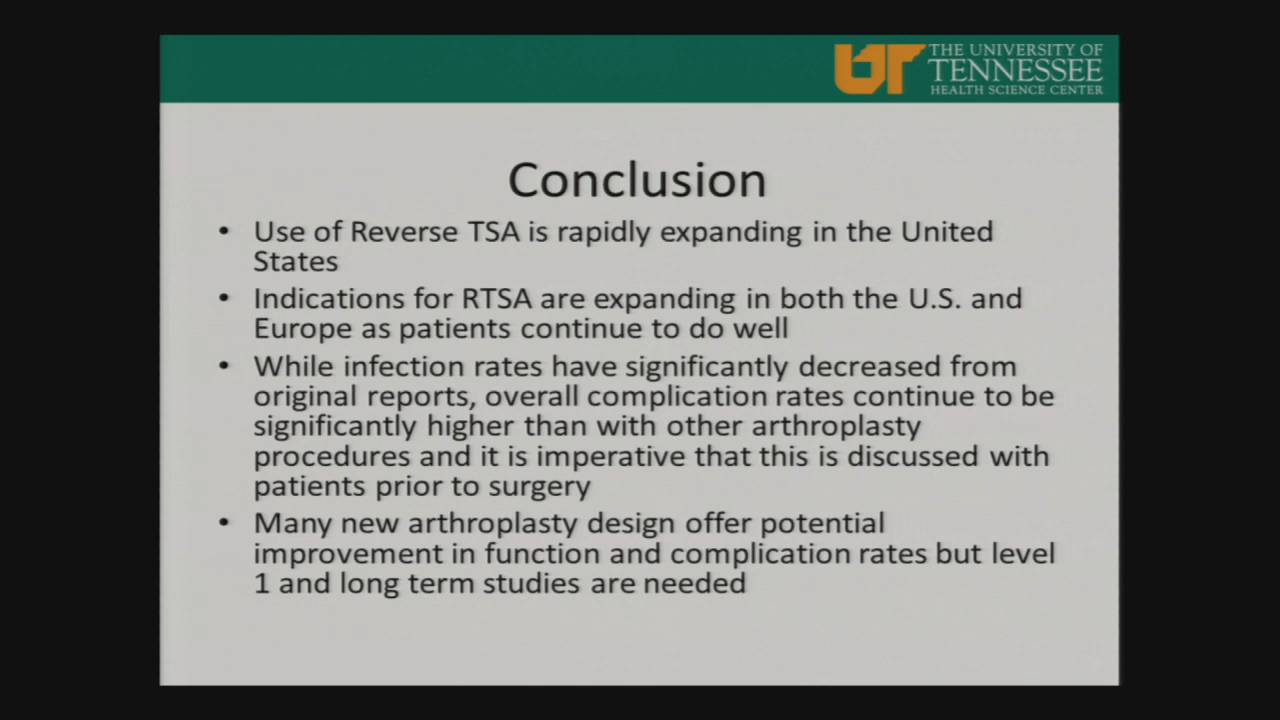 UT THE UNIVERSITY OF
TENNESSEE
HEALTH SCIENCE CENTER
Conclusion
• Use of Reverse TSA is rapidly expanding in the United
States
• Indications for RTSA are expanding in both the U.S. and
Europe as patients continue to do well
• While infection rates have significantly decreased from
original reports, overall complication rates continue to be
significantly higher than with other arthroplasty
procedures and it is imperative that this is discussed with
patients prior to surgery
• Many new arthroplasty design offer potential
improvement in function and complication rates but level
1 and long term studies are needed